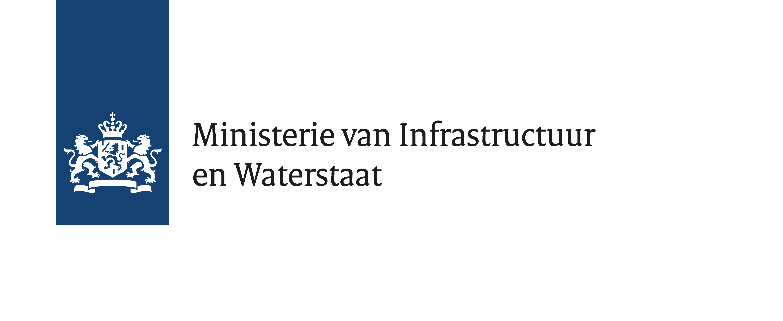 Ministerie van Infrastructuur
en Waterstaat